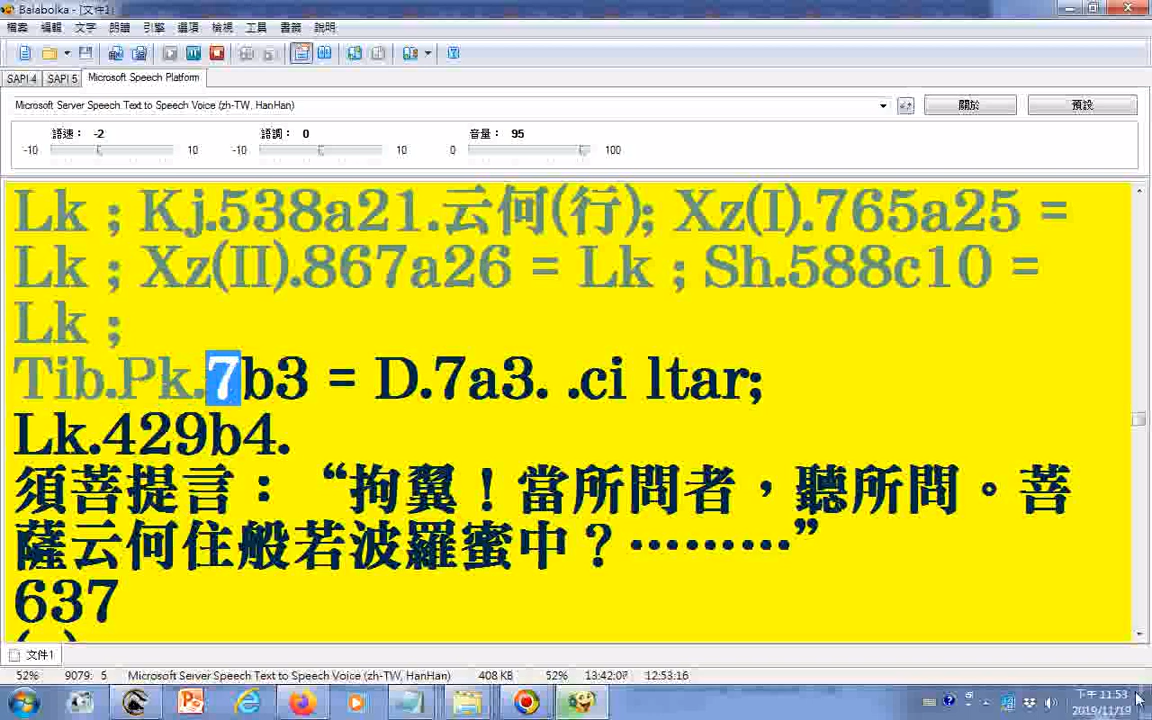 Balabolka - [文件1]
檔案 編輯 文字 朗讀 引擎 選項 檢視 工具 書籤 說明
SAPI 4 SAPI 5 Microsoft Speech Platform
Microsoft Server Speech Text to Speech Voice (zh-TW, HanHan) 關於 預設
語速： -2 語調： 0 音量： 95
-10 10 -10 10 0 100
Lk ; Kj.538a21.云何(行); Xz(I).765a25 =
Lk ; Xz(II).867a26 = Lk ; Sh.588c10 =
Lk ;
Tib.Pk.7b3 = D.7a3. .ci ltar;
Lk.429b4.
須菩提言：“拘翼！當所問者，聽所問。菩
薩云何住般若波羅蜜中？………”
637
文件1
52% 9079: 5 Microsoft Server Speech Text to Speech Voice (zh-TW, HanHan) 408 KB 52% 13:42:07 12:53:16
下午 11:53
2019/11/19